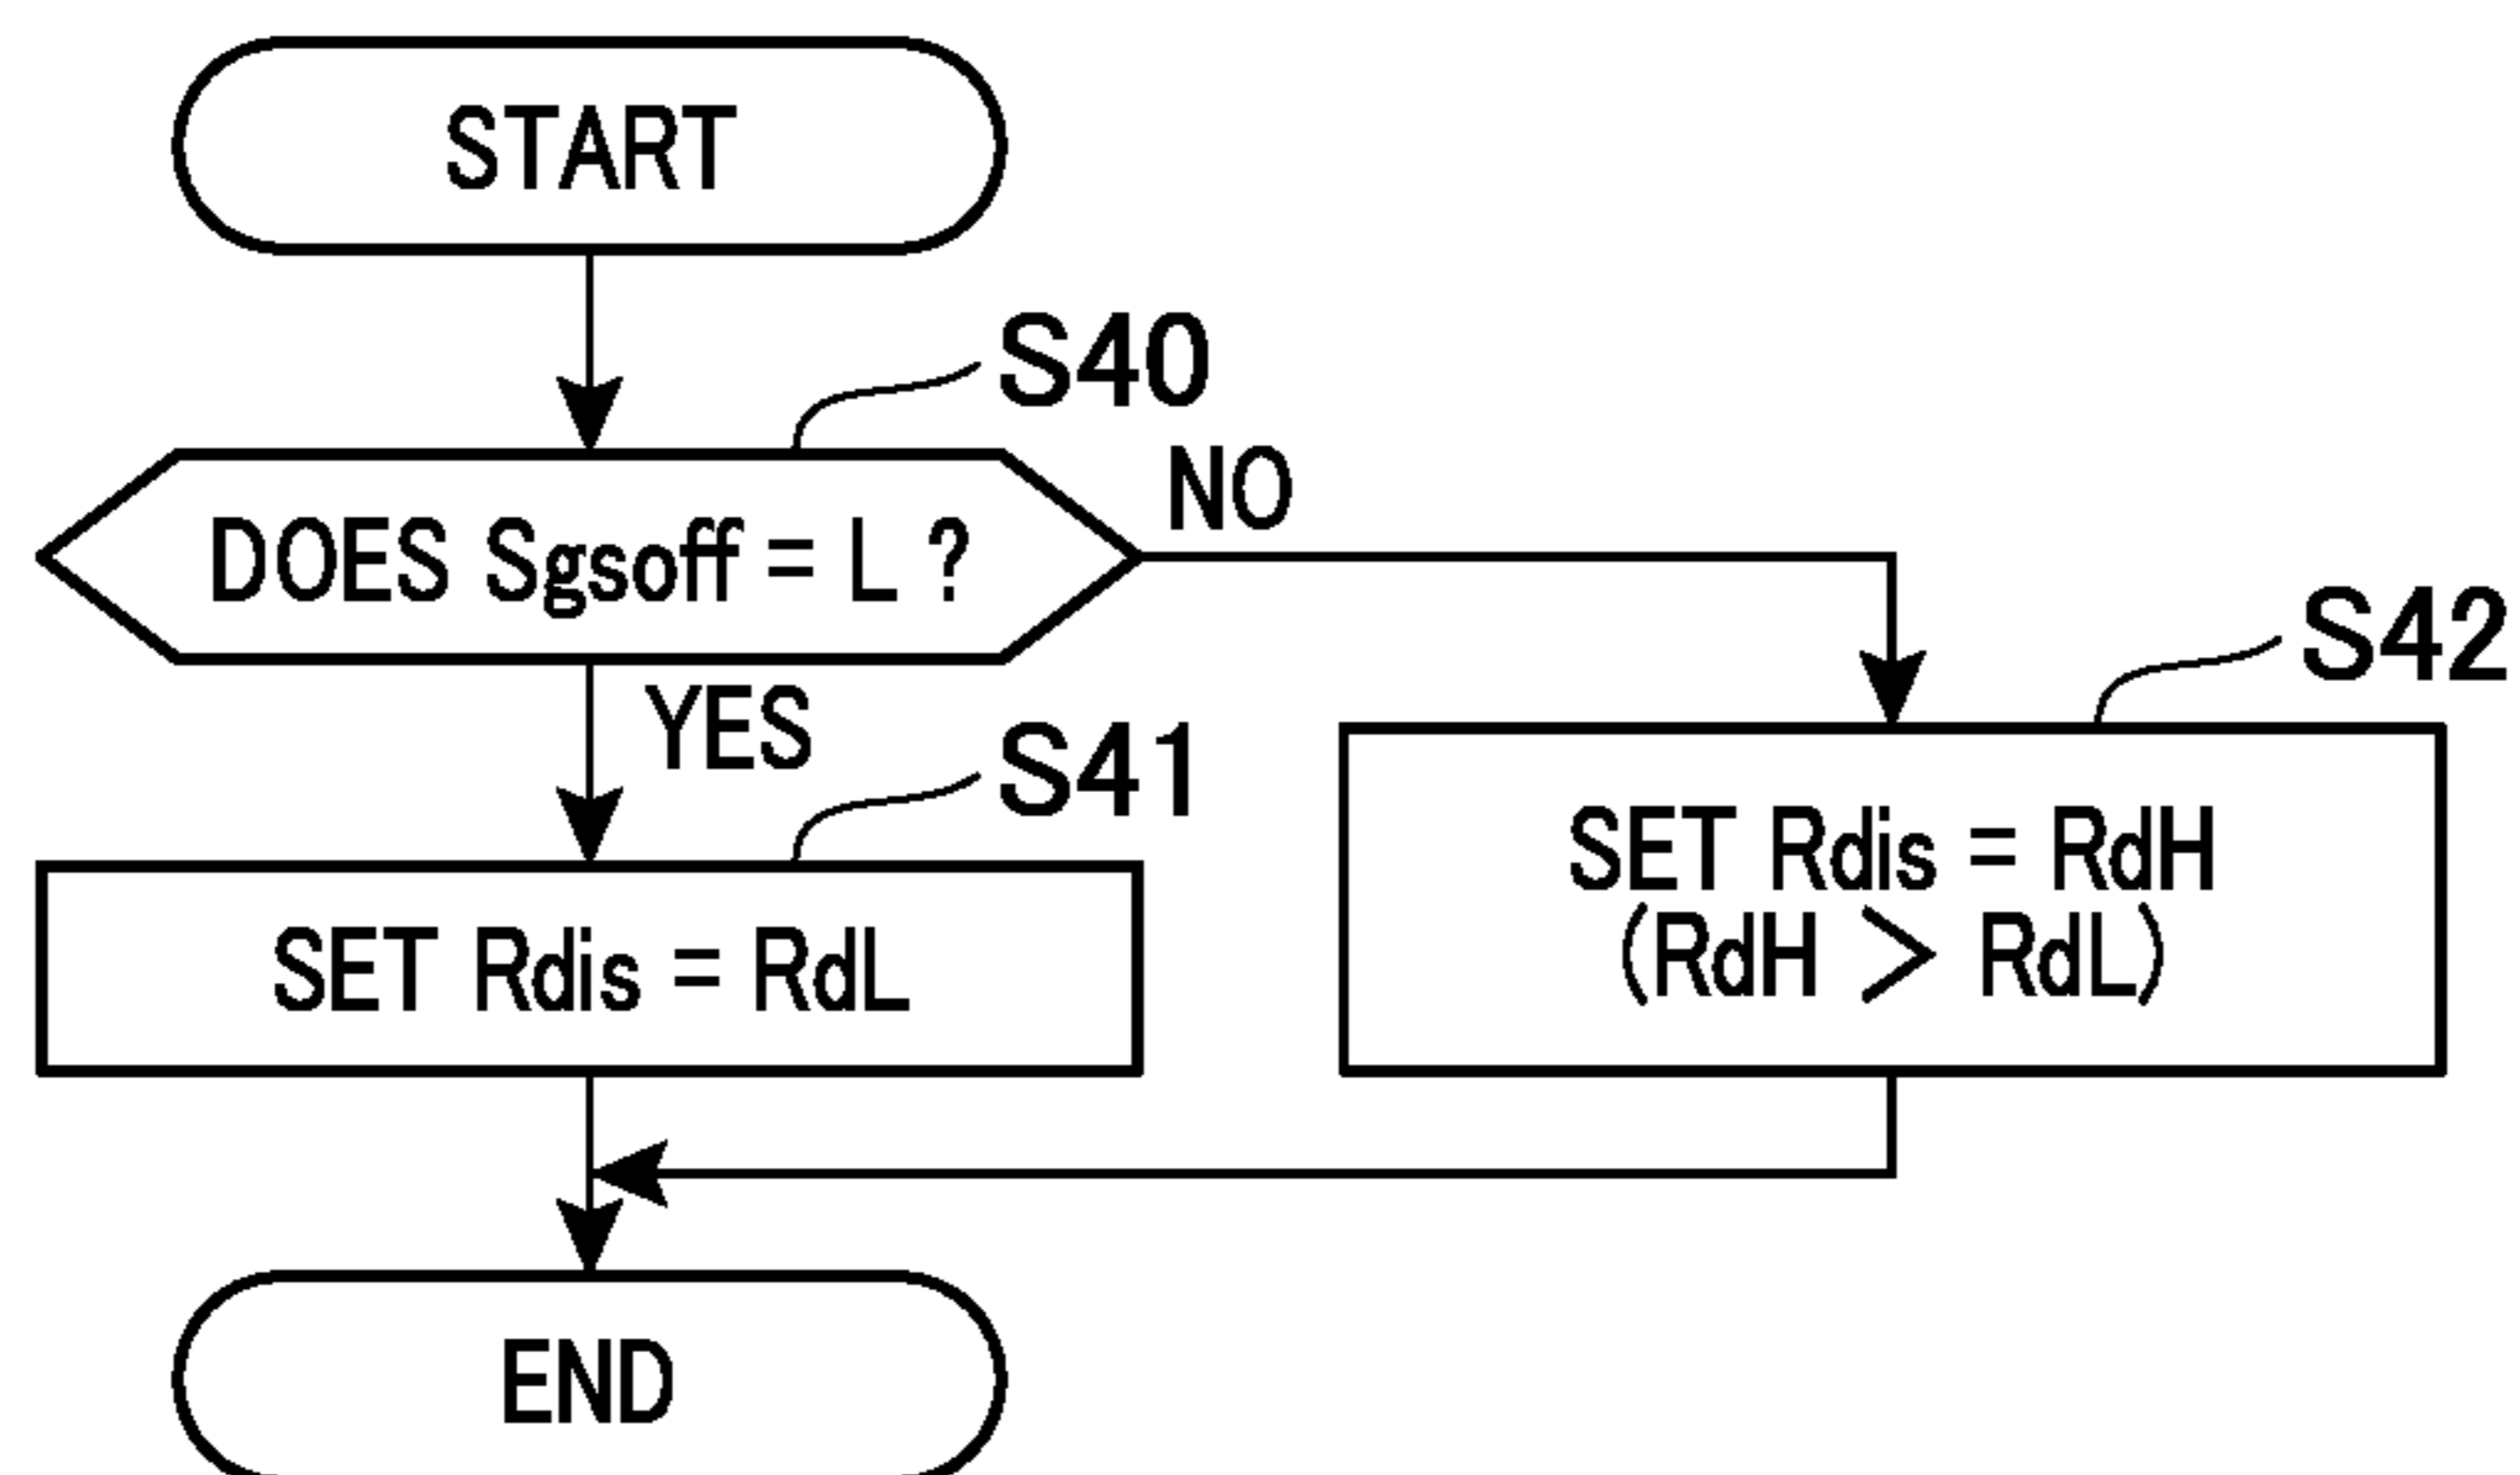 START
S40
DOES Sgsoff = L ?
NO
YES
S41
SET Rdis = RdL
S42
SET Rdis = RdH
(RdH > RdL)
END